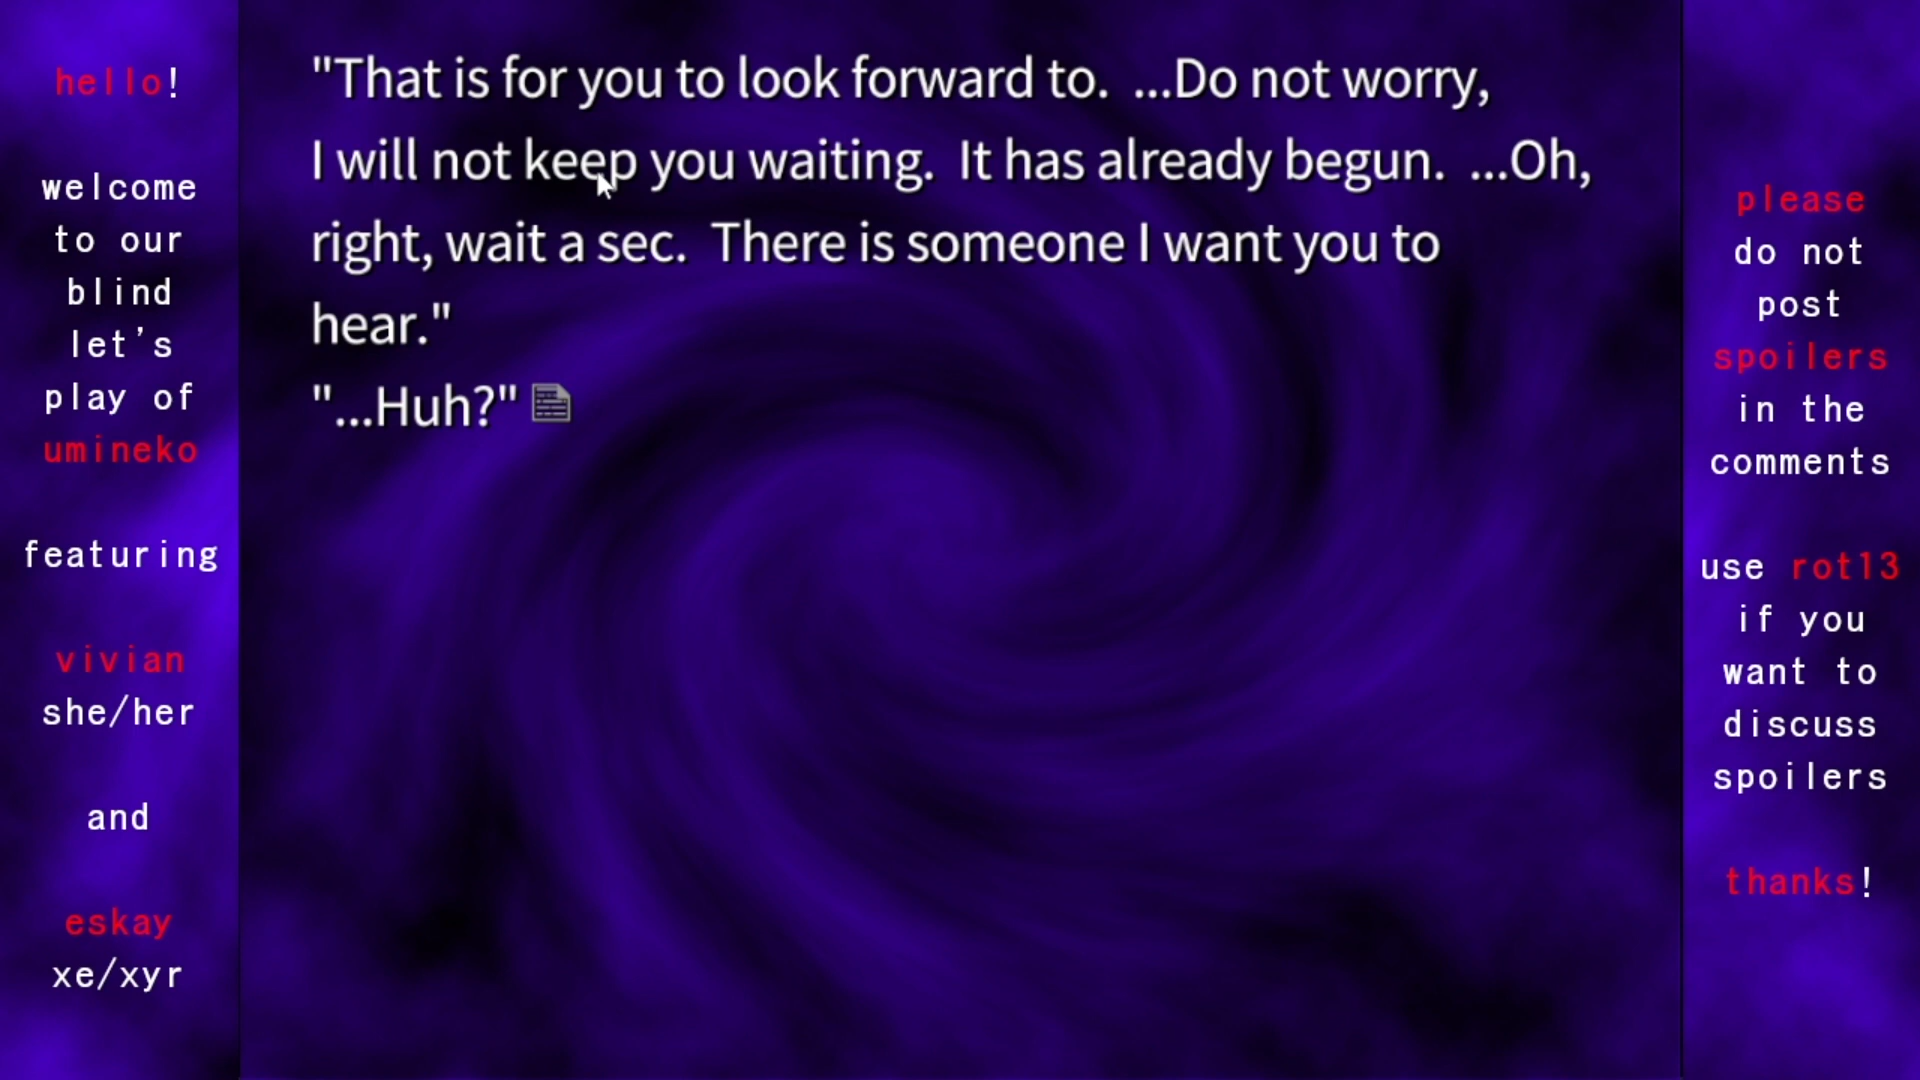 hello!
welcome
to our
blind
let's
play of
umineko
featuring
vivian
she/her
and
eskay
xe/xyr
"That is for you to look forward to.  ...Do not worry,
I will not keep you waiting.  It has already begun.  ...Oh,
right, wait a sec.  There is someone I want you to
hear."
"...Huh?"
please
do not
post
spoilers
in the
comments
use rot13
if you
want to
discuss
spoilers
thanks!